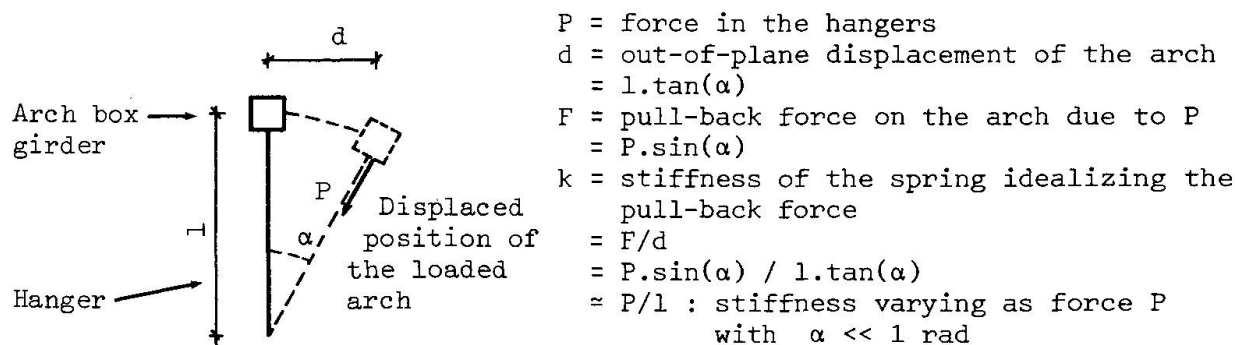 d
Arch box
girder
l
P
α
Displaced
position of
the loaded
arch
Hanger
P = force in the hangers
d = out-of-plane displacement of the arch
= l.tan(α)
F = pull-back force on the arch due to P
= P.sin(α)
k = stiffness of the spring idealizing the
pull-back force
= F/d
= P.sin(α) / l.tan(α)
≃ P/l : stiffness varying as force P
with α << 1 rad